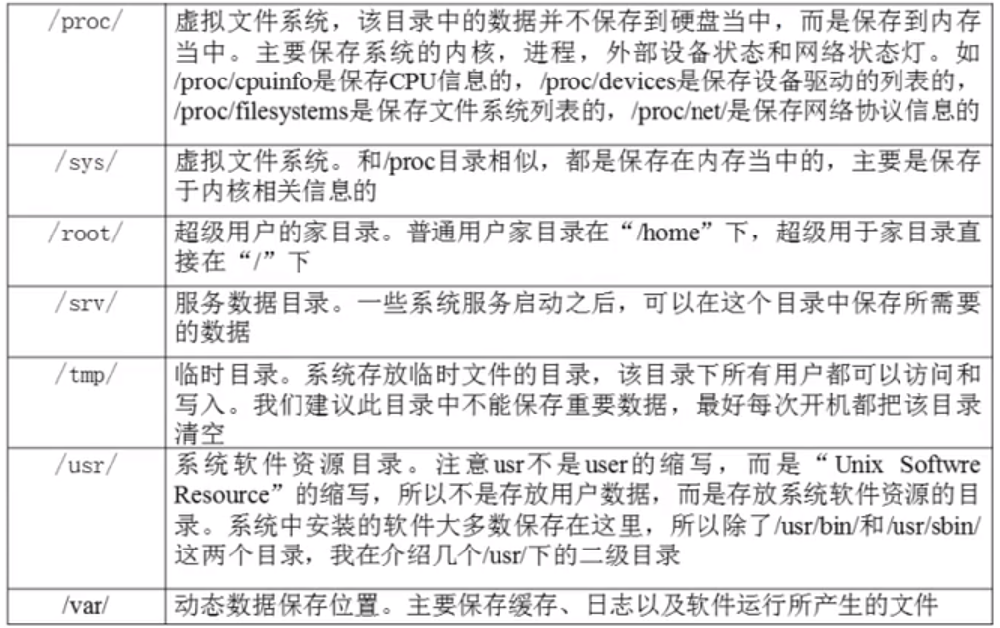 /proc/ 虚拟文件系统，该目录中的数据并不保存到硬盘当中，而是保存到内存
当中。主要保存系统的内核，进程，外部设备状态和网络状态灯。如
/proc/cpuinfo是保存CPU信息的，/proc/devices是保存设备驱动的列表的，
/proc/filesystems是保存文件系统列表的，/proc/net/是保存网络协议信息的
/sys/ 虚拟文件系统。和/proc目录相似，都是保存在内存当中的，主要是保存
于内核相关信息的
/root/ 超级用户的家目录。普通用户家目录在“/home”下，超级用于家目录直
接在“/”下
/srv/ 服务数据目录。一些系统服务启动之后，可以在这个目录中保存所需要
的数据
/tmp/ 临时目录。系统存放临时文件的目录，该目录下所有用户都可以访问和
写入。我们建议此目录中不能保存重要数据，最好每次开机都把该目录
清空
/usr/ 系统软件资源目录。注意usr不是user的缩写，而是“Unix Softwre
Resource”的缩写，所以不是存放用户数据，而是存放系统软件资源的目
录。系统中安装的软件大多数保存在这里，所以除了/usr/bin/和/usr/sbin/
这两个目录，我在介绍几个/usr/下的二级目录
/var/ 动态数据保存位置。主要保存缓存、日志以及软件运行所产生的文件